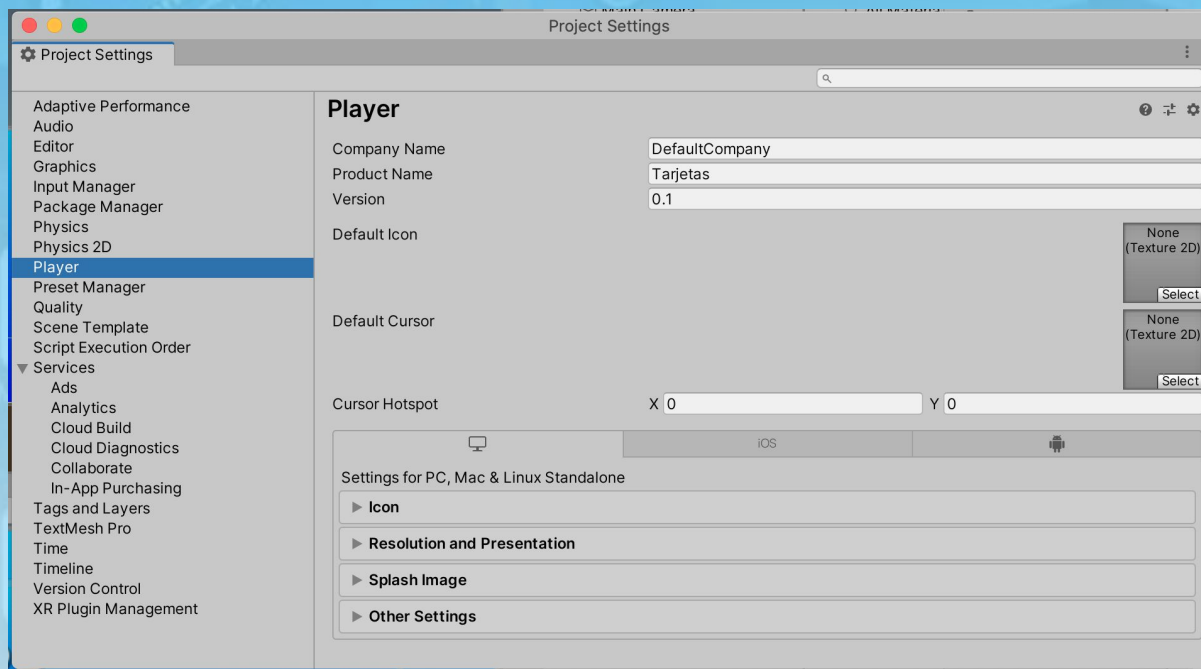 Project Settings
Project Settings
Adaptive Performance
Audio
Editor
Graphics
Input Manager
Package Manager
Physics
Physics 2D
Player
Preset Manager
Quality
Scene Template
Script Execution Order
Services
Ads
Analytics
Cloud Build
Cloud Diagnostics
Collaborate
In-App Purchasing
Tags and Layers
TextMesh Pro
Time
Timeline
Version Control
XR Plugin Management
Player
Company Name DefaultCompany
Product Name Tarjetas
Version 0.1
Default Icon
None
(Texture 2D)
Select
Default Cursor
None
(Texture 2D)
Select
Cursor Hotspot X 0 Y 0
iOS
Settings for PC, Mac & Linux Standalone
Icon
Resolution and Presentation
Splash Image
Other Settings